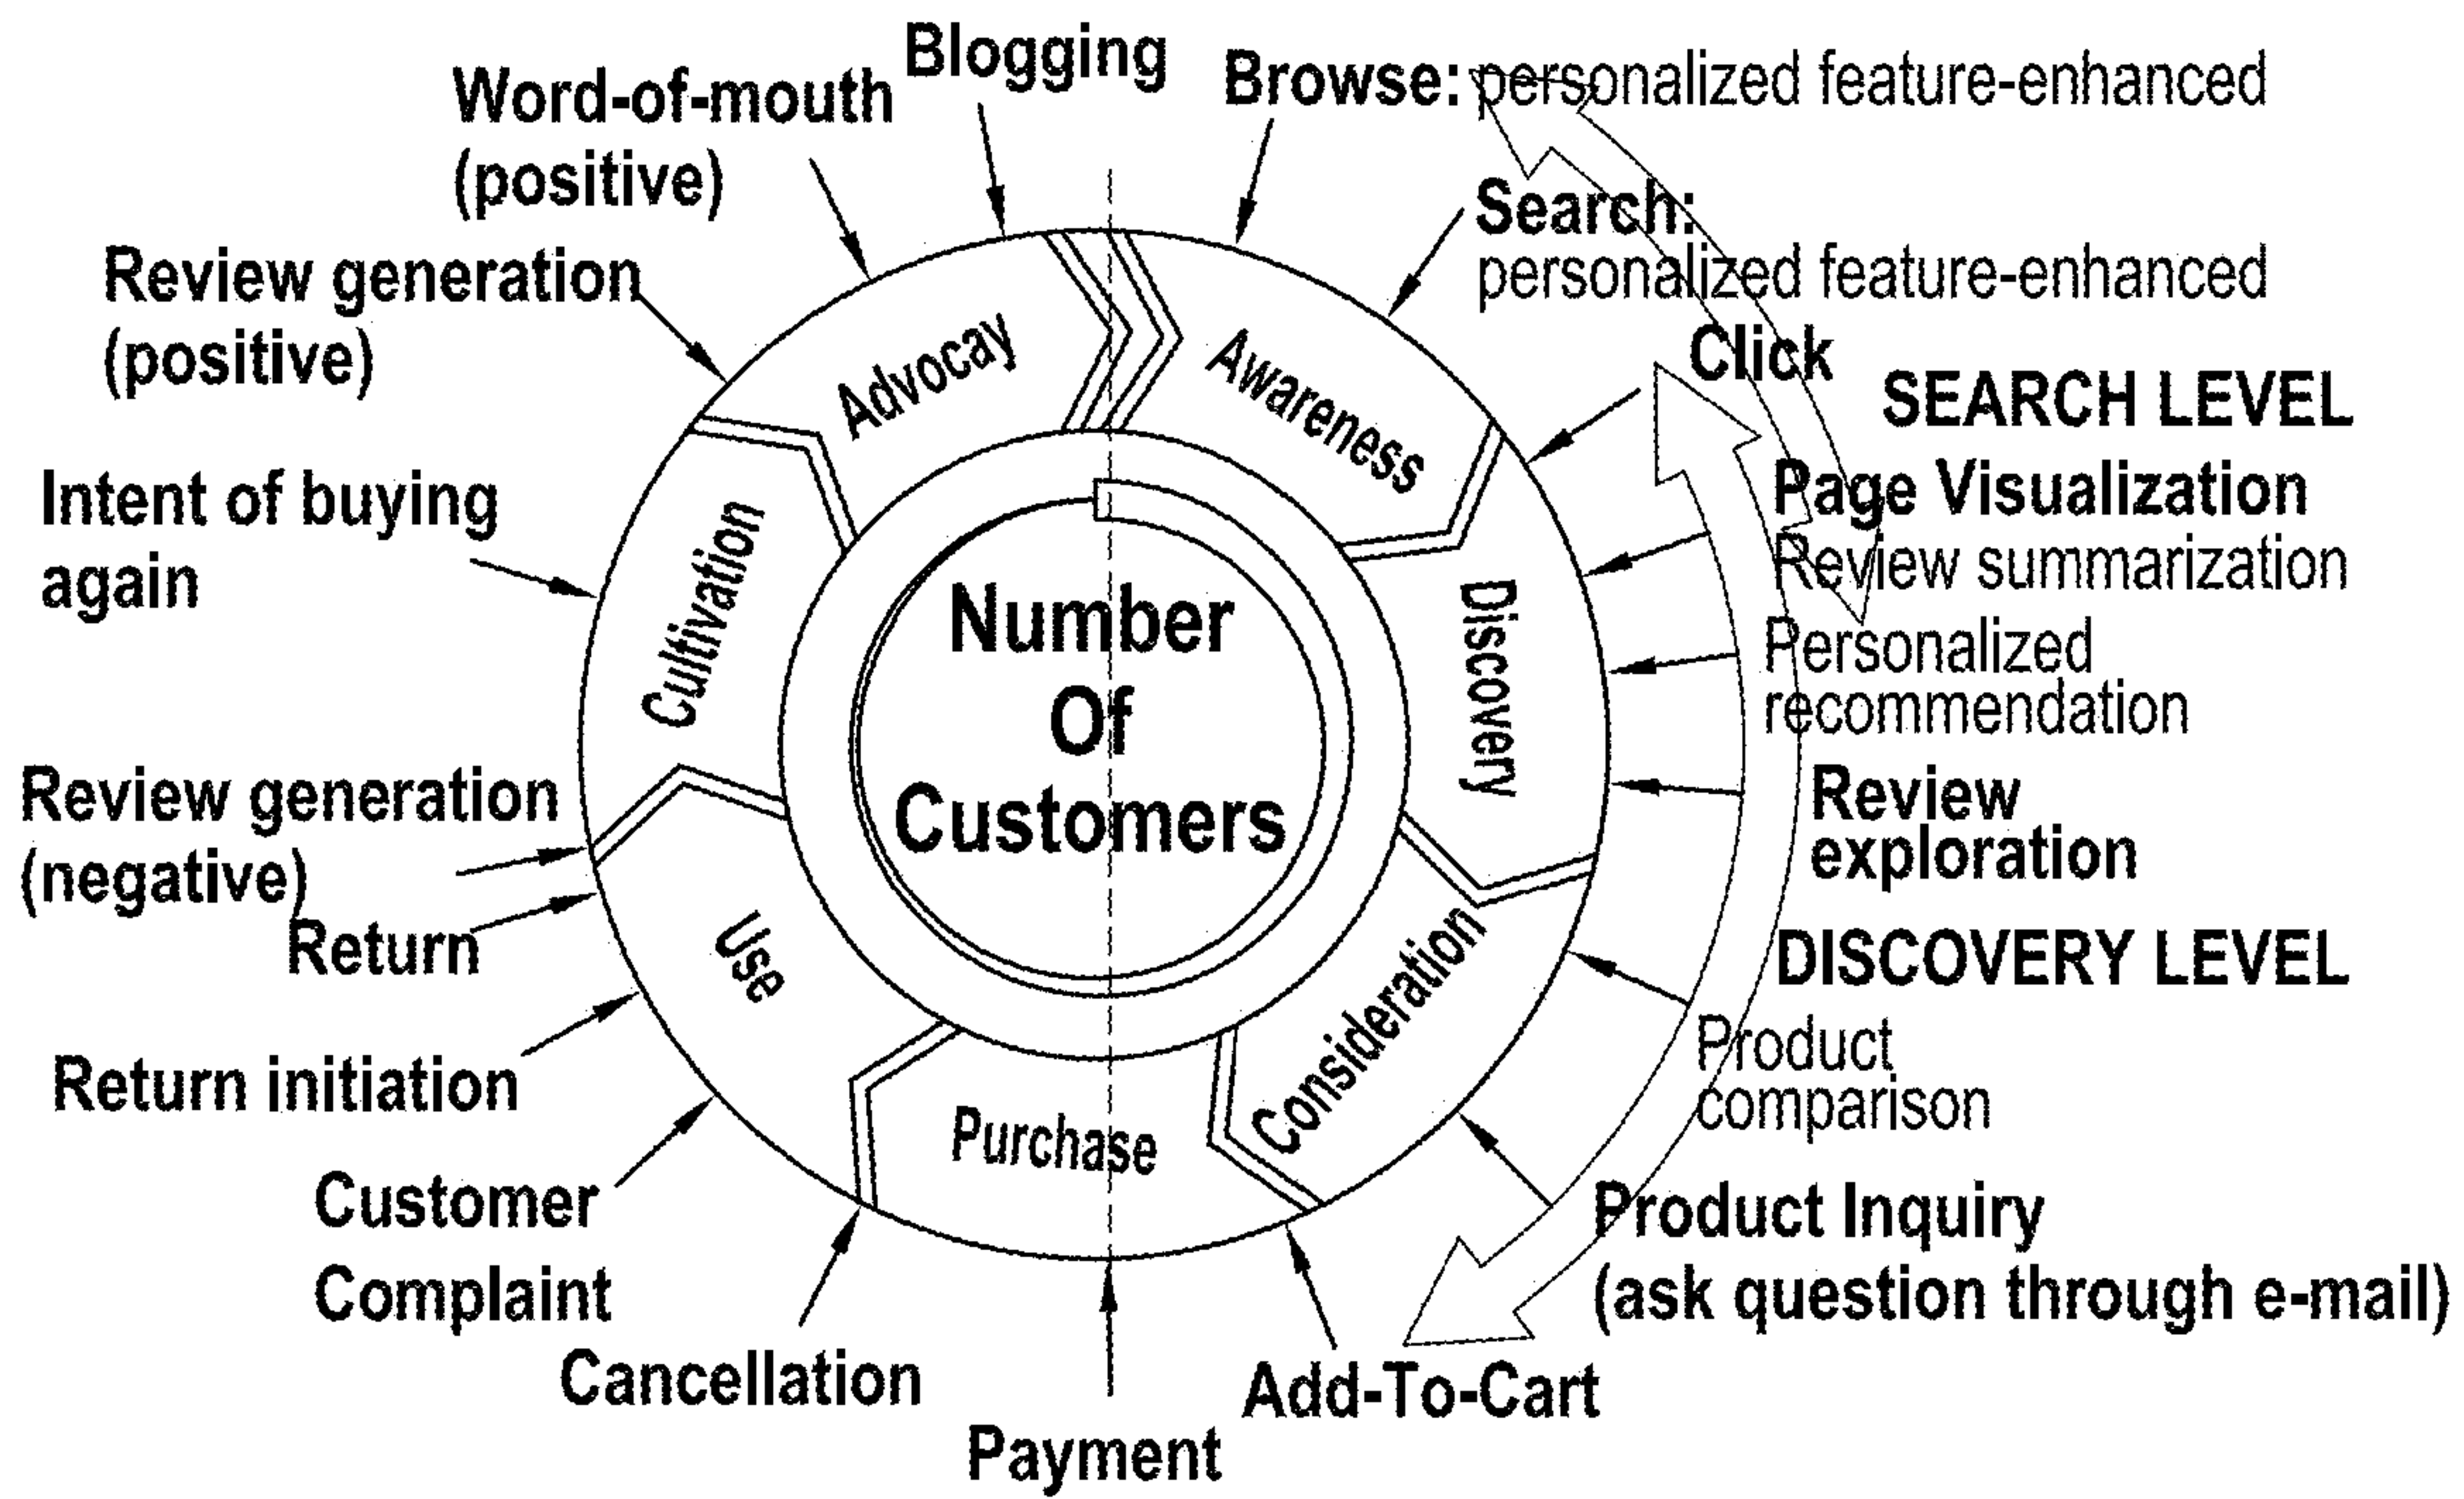 Blogging
Browse: personalized feature-enhanced
Word-of-mouth
(positive)
Search:
personalized feature-enhanced
Review generation
(positive)
Click
SEARCH LEVEL
Advocay
Awareness
Intent of buying
again
Page Visualization
Review summarization
Cultivation
Discovery
Number
Of
Customers
Personalized
recommendation
Review generation
(negative)
Review
exploration
Return
Use
Consideration
DISCOVERY LEVEL
Return initiation
Purchase
Product
comparison
Customer
Complaint
Product Inquiry
(ask question through e-mail)
Cancellation
Add-To-Cart
Payment